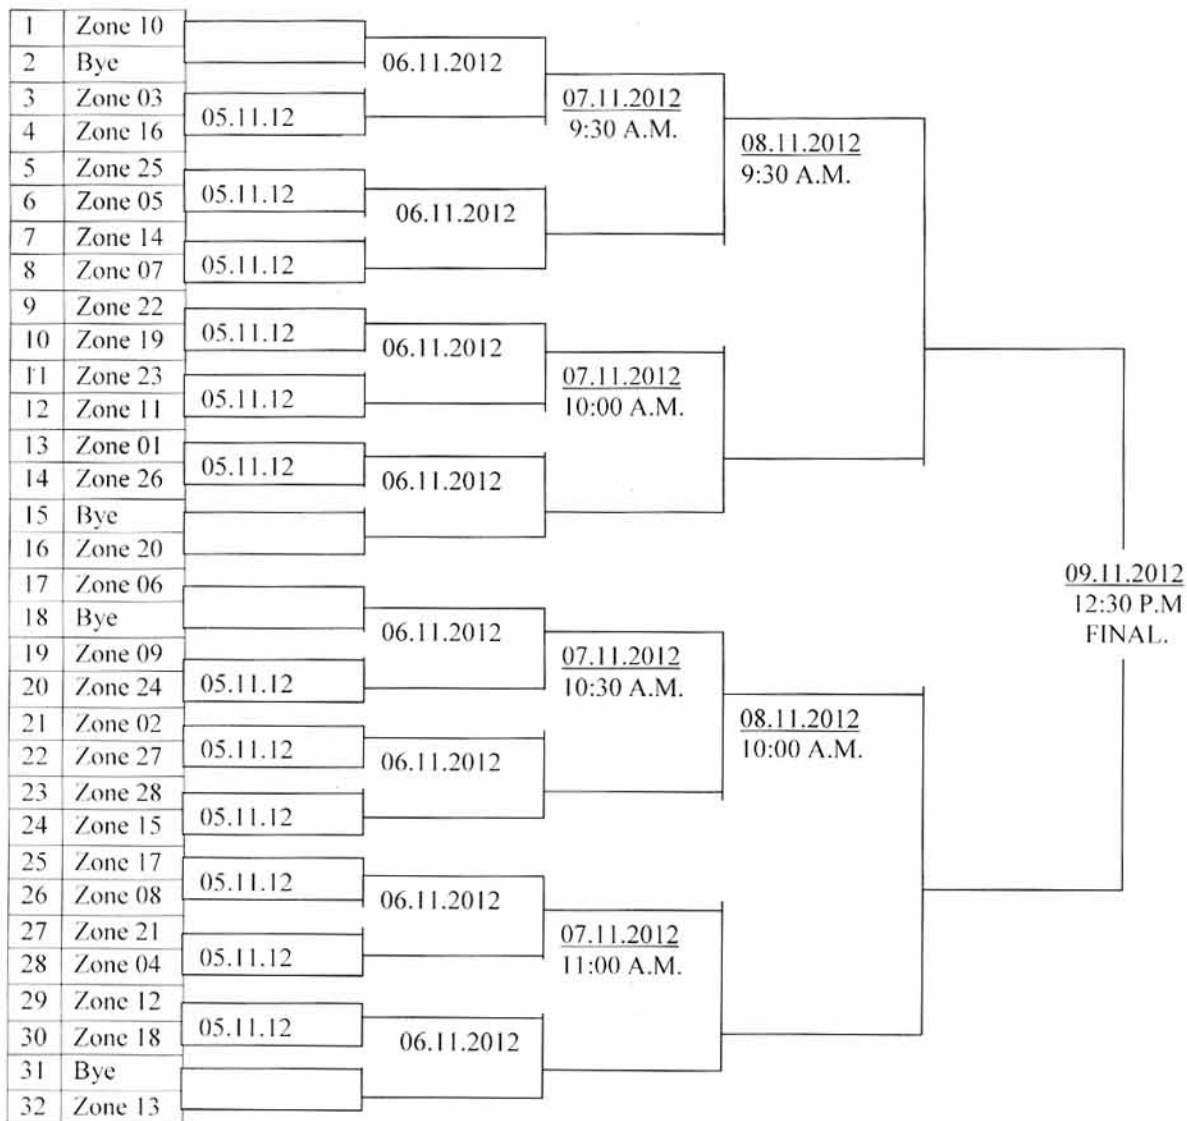 1 Zone 10
2 Bye
3 Zone 03
4 Zone 16
5 Zone 25
6 Zone 05
7 Zone 14
8 Zone 07
9 Zone 22
10 Zone 19
11 Zone 23
12 Zone 11
13 Zone 01
14 Zone 26
15 Bye
16 Zone 20
17 Zone 06
18 Bye
19 Zone 09
20 Zone 24
21 Zone 02
22 Zone 27
23 Zone 28
24 Zone 15
25 Zone 17
26 Zone 08
27 Zone 21
28 Zone 04
29 Zone 12
30 Zone 18
31 Bye
32 Zone 13
05.11.12
05.11.12
05.11.12
05.11.12
05.11.12
05.11.12
05.11.12
05.11.12
05.11.12
05.11.12
05.11.12
05.11.12
06.11.2012
06.11.2012
06.11.2012
06.11.2012
06.11.2012
06.11.2012
06.11.2012
06.11.2012
07.11.2012
9:30 A.M.
07.11.2012
10:00 A.M.
07.11.2012
10:30 A.M.
07.11.2012
11:00 A.M.
08.11.2012
9:30 A.M.
08.11.2012
10:00 A.M.
09.11.2012
12:30 P.M
FINAL.